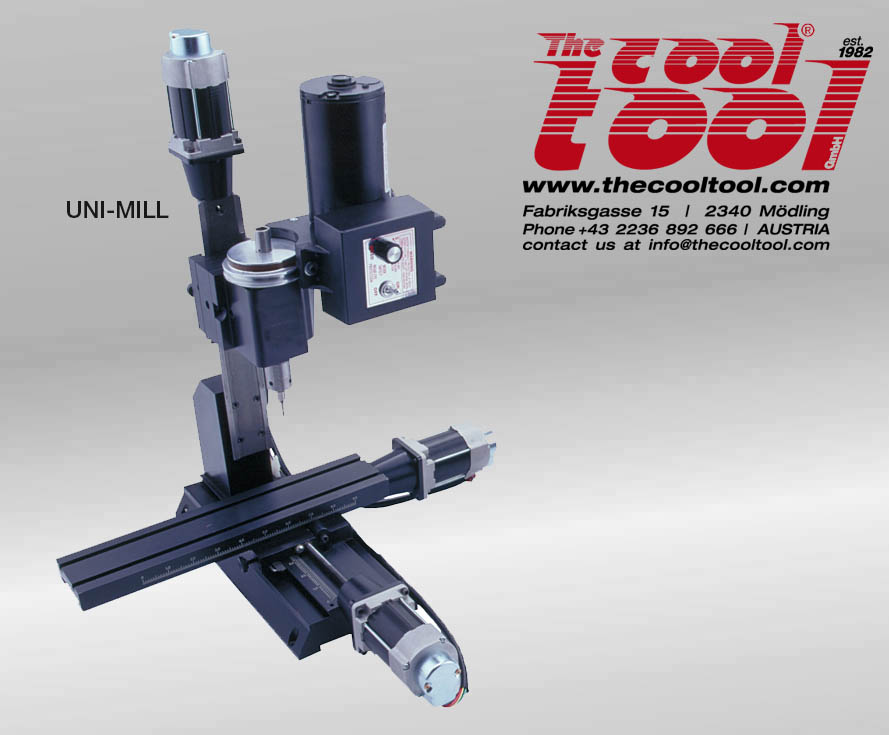 UNI-MILL
The cool tool GmbH ®
est. 1982
www.thecooltool.com
Fabriksgasse 15 | 2340 Mödling
Phone +43 2236 892 666 | AUSTRIA
contact us at info@thecooltool.com